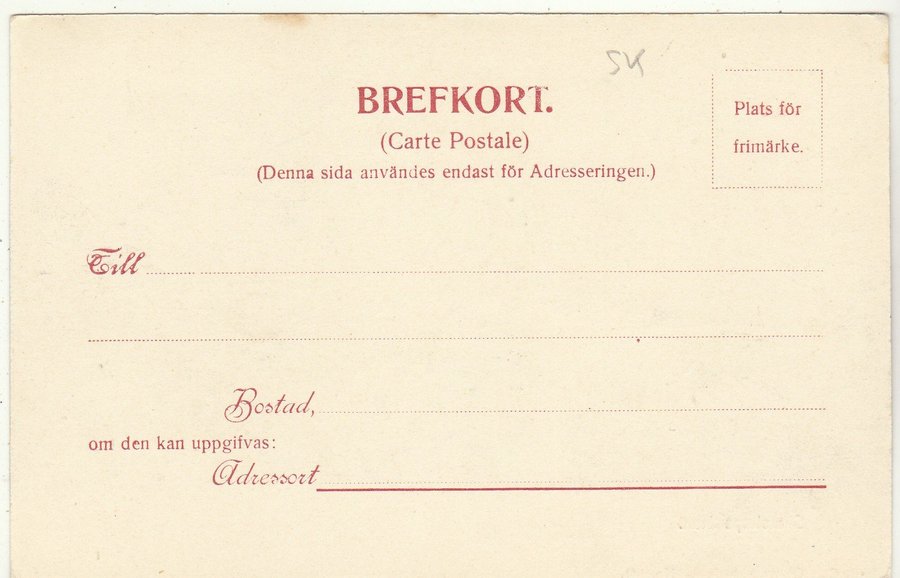 SK
BREFKORT.
(Carte Postale)
(Denna sida användes endast för Adresseringen.)
Plats för
frimärke.
Till
Bostad,
om den kan uppgifvas:
Adressort